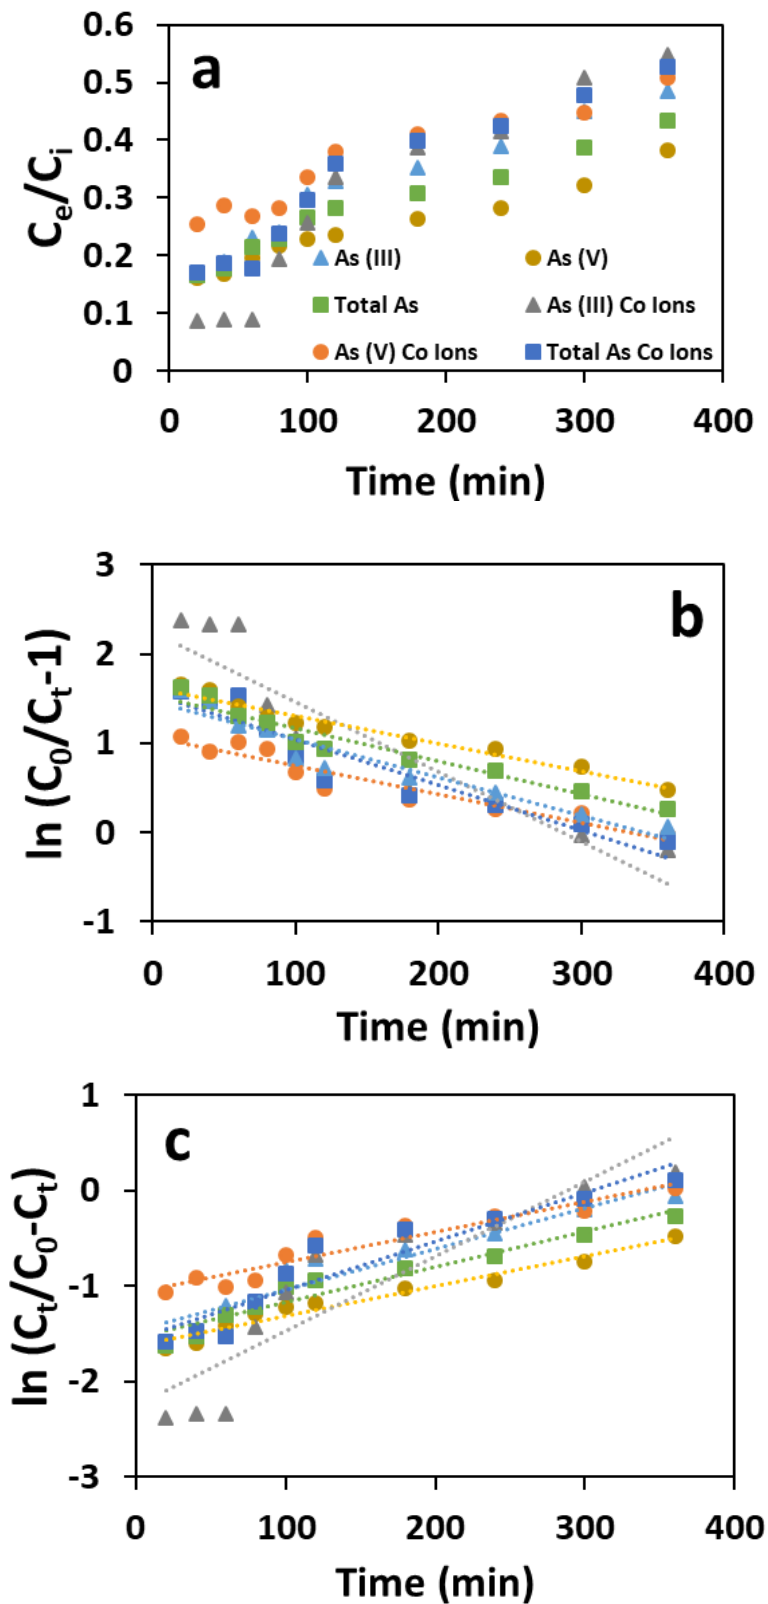 a
0.6
0.5
0.4
0.3
0.2
0.1
0
Ce/Ci
As (III)
As (V)
Total As
As (III) Co Ions
As (V) Co Ions
Total As Co Ions
0 100 200 300 400
Time (min)
b
3
2
1
0
-1
ln (C0/Ct-1)
0 100 200 300 400
Time (min)
c
1
0
-1
-2
-3
ln (Ct/C0-Ct)
0 100 200 300 400
Time (min)